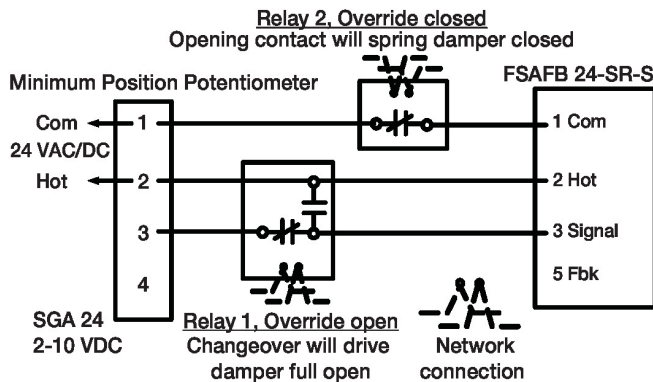 Relay 2, Override closed
Opening contact will spring damper closed
Minimum Position Potentiometer
FSAFB 24-SR-S
Com
1
1 Com
24 VAC/DC
Hot
2
2 Hot
3
3 Signal
4
5 Fbk
SGA 24
2-10 VDC
Relay 1, Override open
Changeover will drive
damper full open
Network
connection